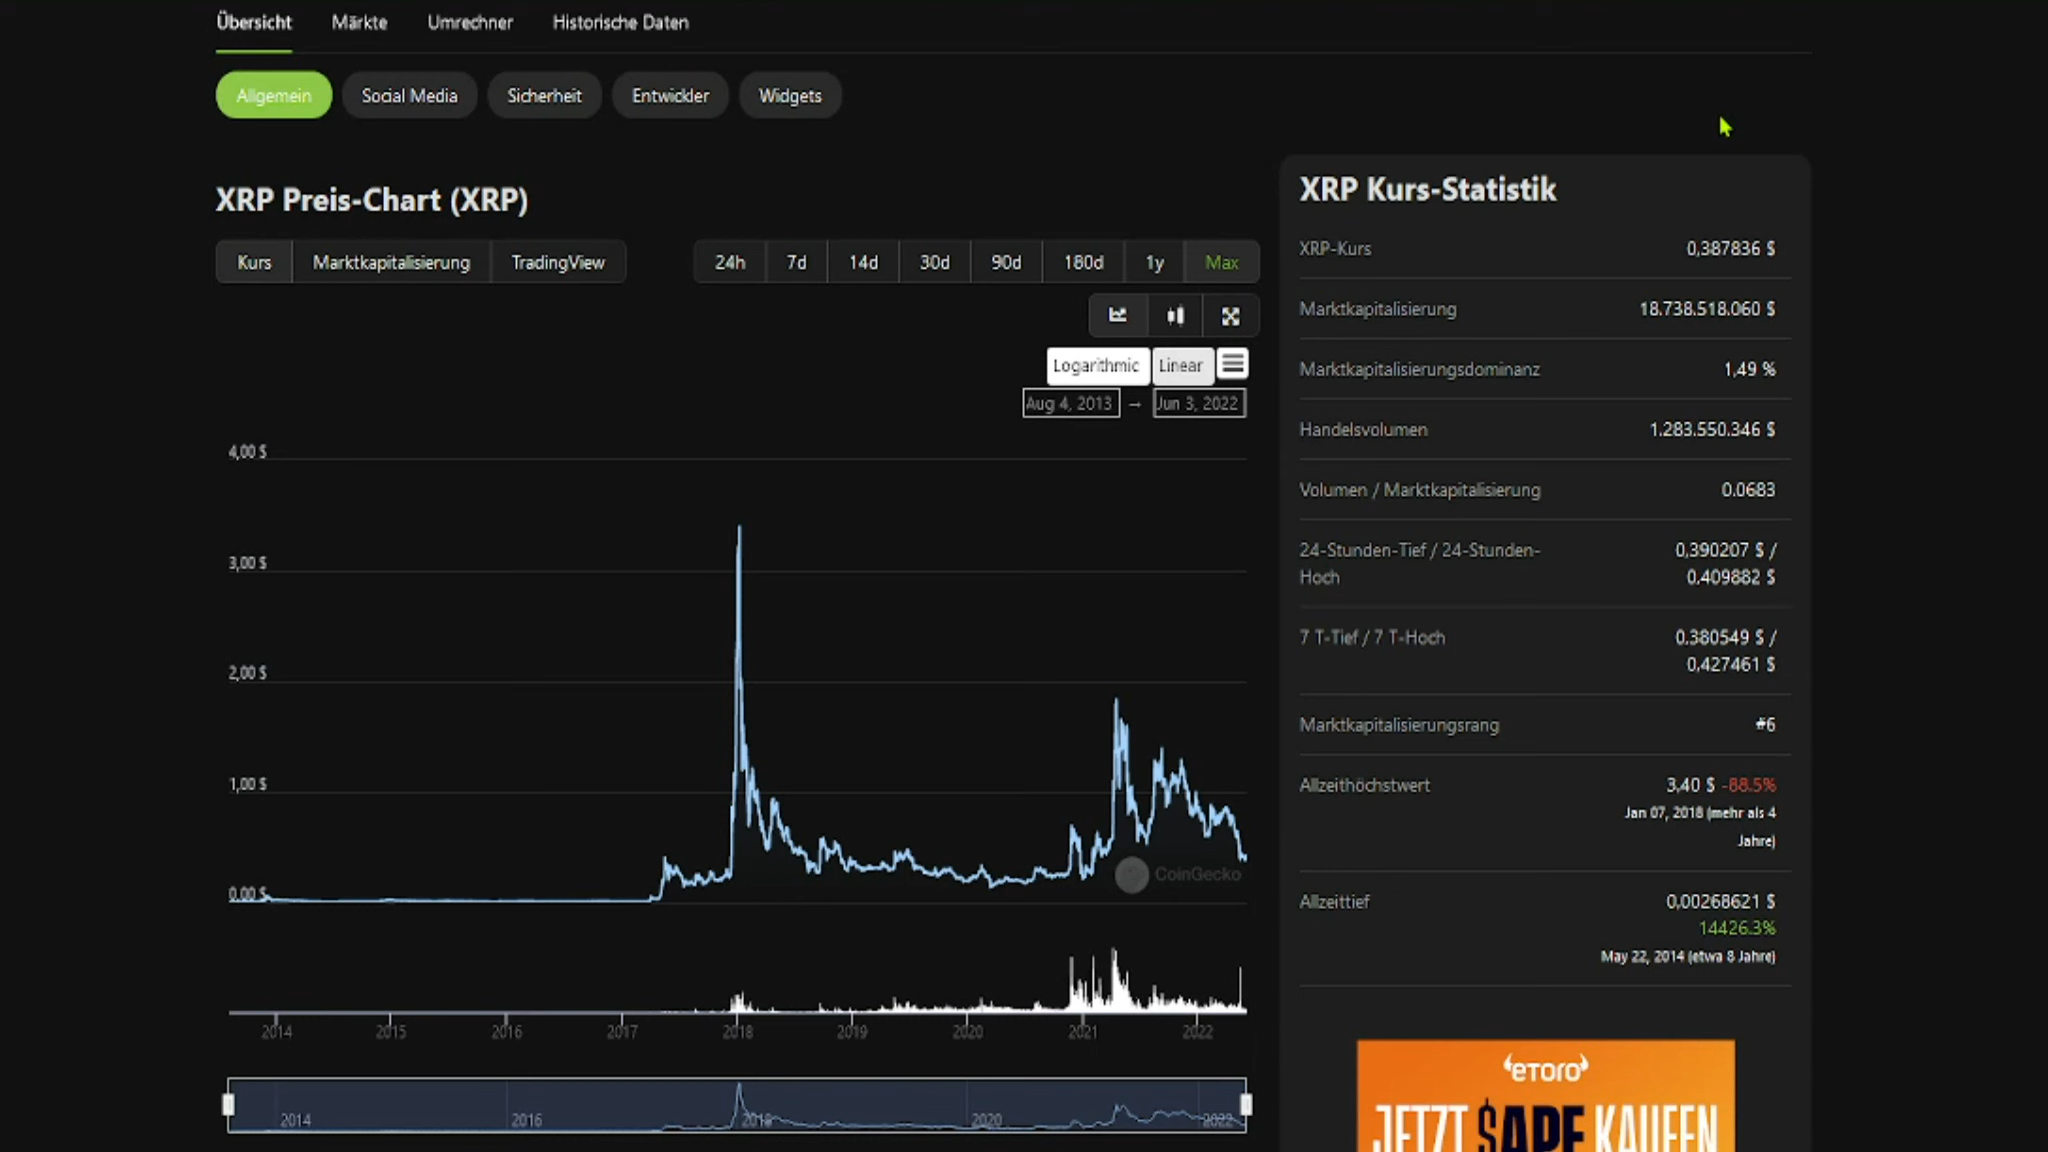 Übersicht Märkte Umrechner Historische Daten
Allgemein Social Media Sicherheit Entwickler Widgets
XRP Preis-Chart (XRP)
Kurs Marktkapitalisierung TradingView 24h 7d 14d 30d 90d 180d 1y Max
Logarithmic Linear
Aug 4, 2013 → Jun 3, 2022
4,00 $
3,00 $
2,00 $
1,00 $
0,00 $
CoinGecko
2014 2015 2016 2017 2018 2019 2020 2021 2022
2014 2016 2018 2020 2022
XRP Kurs-Statistik
XRP-Kurs 0,387836 $
Marktkapitalisierung 18.738.518.060 $
Marktkapitalisierungsdominanz 1,49 %
Handelsvolumen 1.283.550.346 $
Volumen / Marktkapitalisierung 0.0683
24-Stunden-Tief / 24-Stunden- 0,390207 $ /
Hoch 0,409882 $
7 T-Tief / 7 T-Hoch 0.380549 $ /
0,427461 $
Marktkapitalisierungsrang #6
Allzeithöchstwert 3,40 $ -88.5%
Jan 07, 2018 (mehr als 4
Jahre)
Allzeittief 0,00268621 $
14426.3%
May 22, 2014 (etwa 8 Jahre)
eToro
JETZT $APE KAUFEN